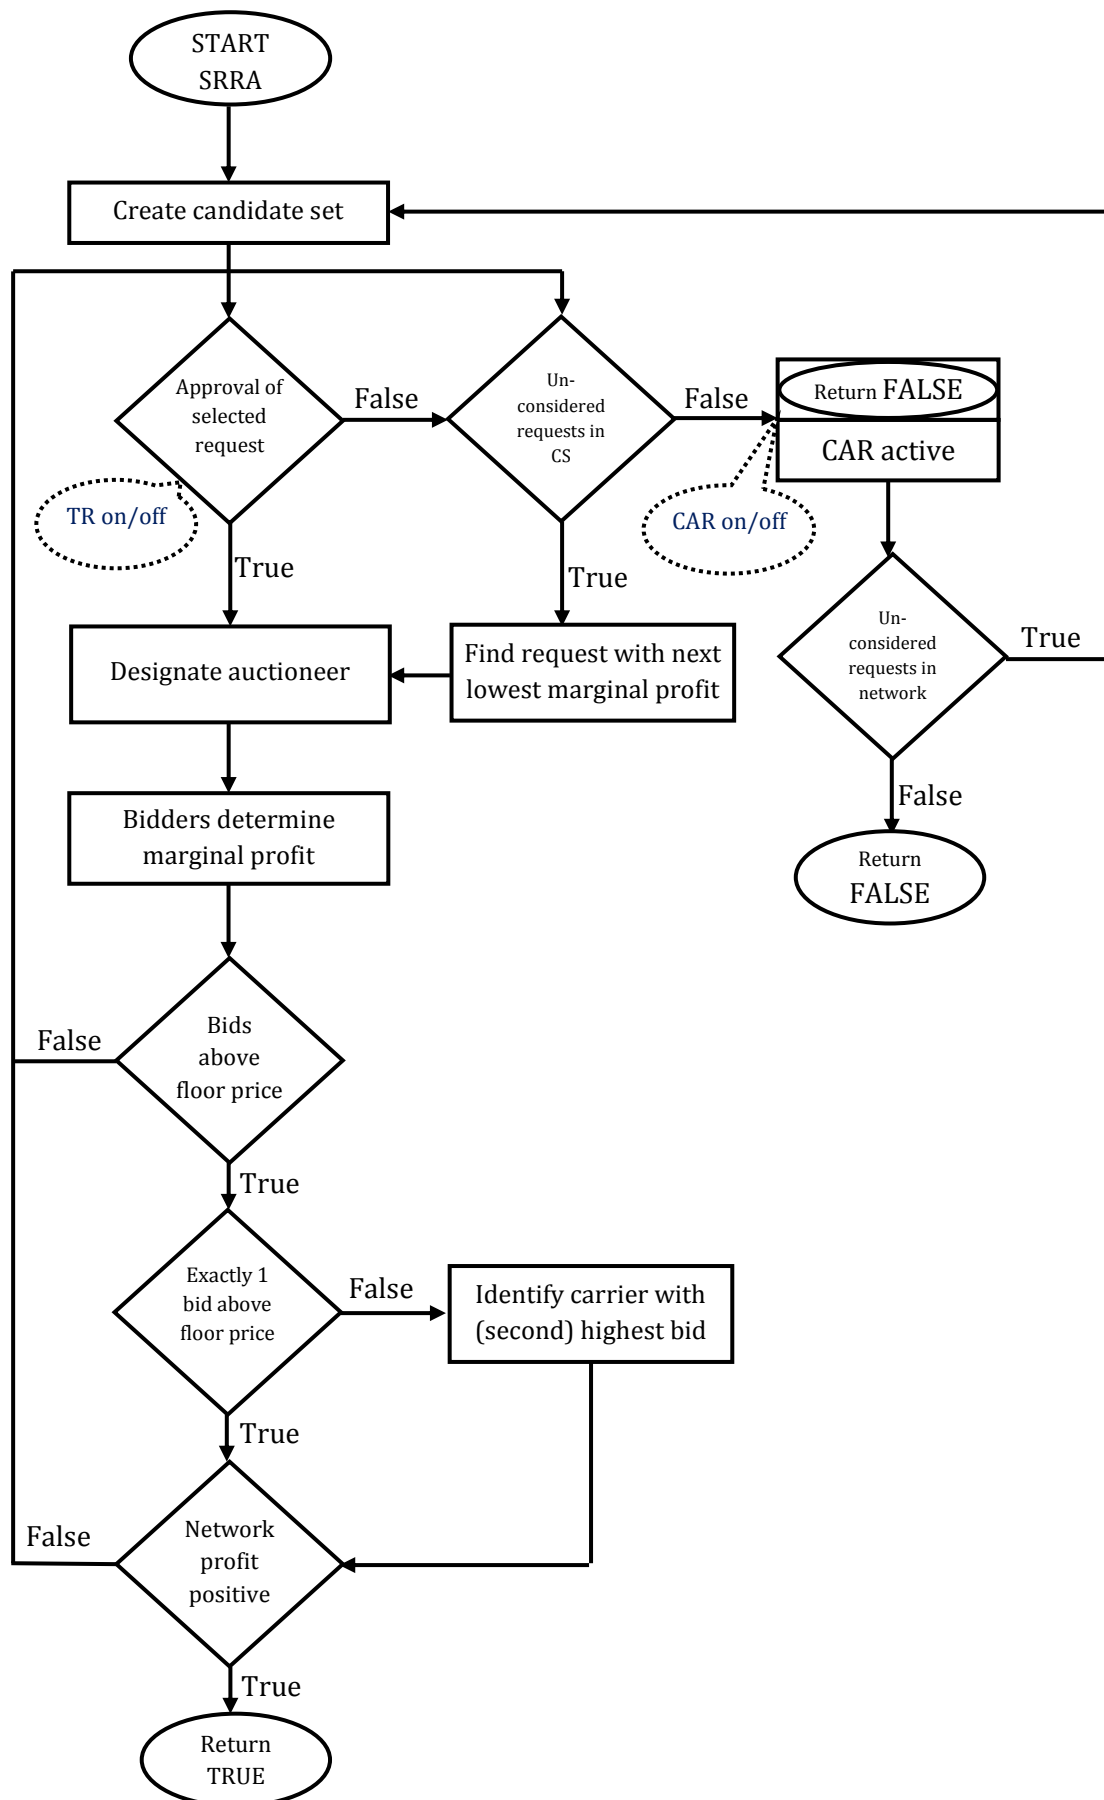 START
SRRA
Create candidate set
Approval of
selected
request
False
Un-
considered
requests in
CS
False
Return FALSE
CAR active
TR on/off
CAR on/off
True
True
Un-
considered
requests in
network
True
Designate auctioneer
Find request with next
lowest marginal profit
False
Bidders determine
marginal profit
Return
FALSE
False
Bids
above
floor price
True
Exactly 1
bid above
floor price
False
Identify carrier with
(second) highest bid
True
False
Network
profit
positive
True
Return
TRUE